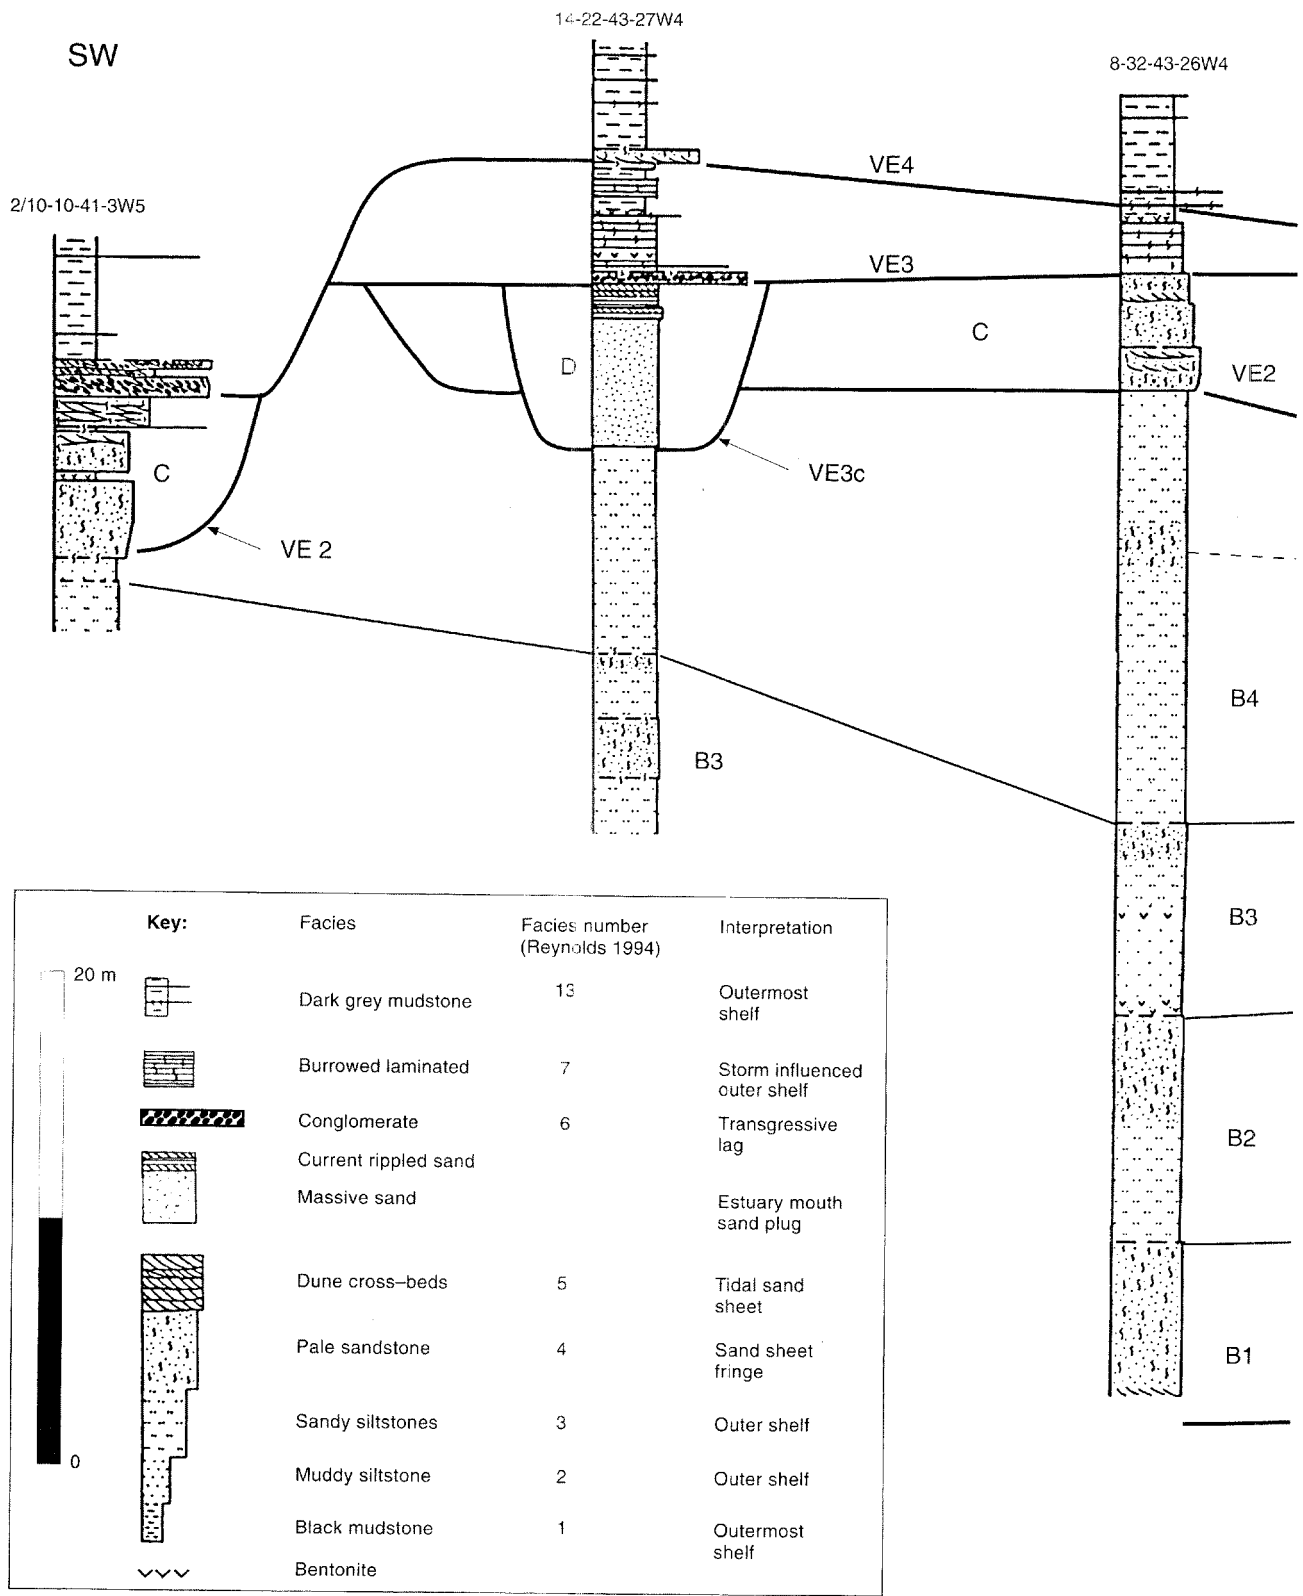 14-22-43-27W4
SW
8-32-43-26W4
VE4
2/10-10-41-3W5
VE3
C
D
VE2
C
VE3c
VE 2
B4
B3
B3
B2
B1
Key:
Facies
Facies number
(Reynolds 1994)
Interpretation
20 m
0
Dark grey mudstone
13
Outermost
shelf
Burrowed laminated
7
Storm influenced
outer shelf
Conglomerate
6
Transgressive
lag
Current rippled sand
Massive sand
Estuary mouth
sand plug
Dune cross–beds
5
Tidal sand
sheet
Pale sandstone
4
Sand sheet
fringe
Sandy siltstones
3
Outer shelf
Muddy siltstone
2
Outer shelf
Black mudstone
1
Outermost
shelf
Bentonite